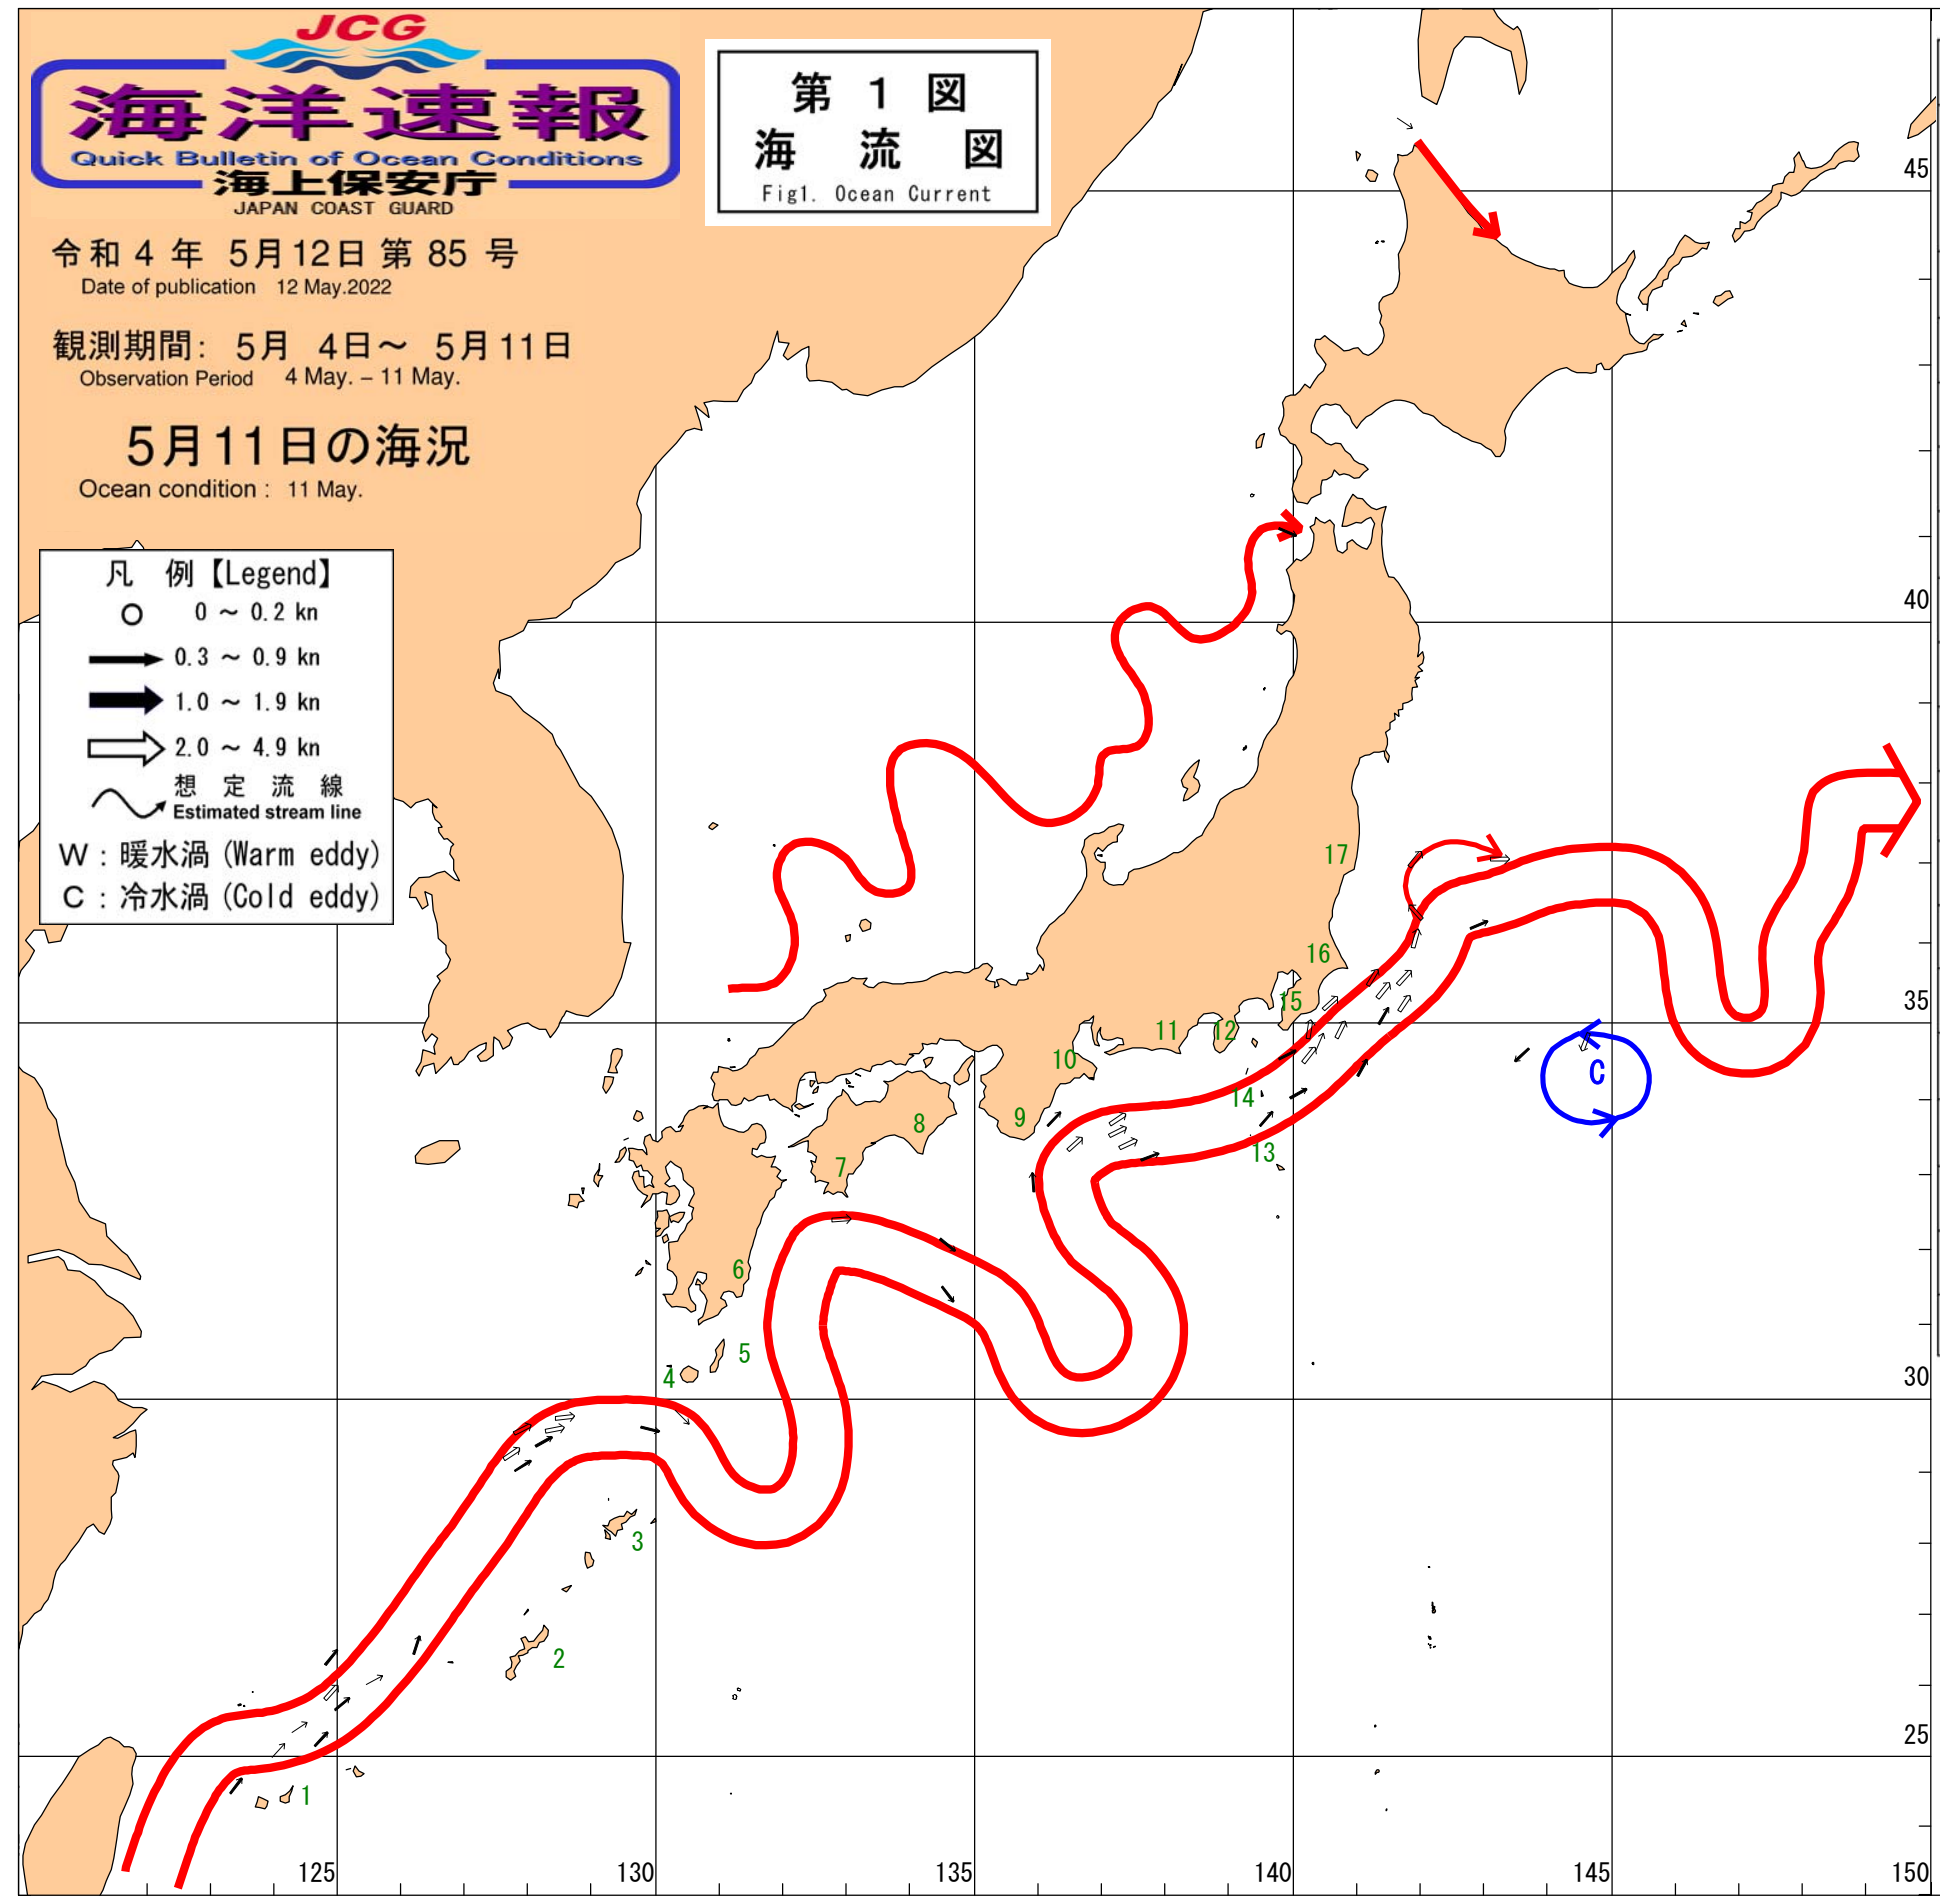 JCG
海洋速報
Quick Bulletin of Ocean Conditions
海上保安庁
JAPAN COAST GUARD
第 1 図
海 流 図
Fig1. Ocean Current
令和 4 年 5月12日 第 85 号
Date of publication 12 May.2022
観測期間: 5月 4日～ 5月11日
Observation Period 4 May. – 11 May.
5月11日の海況
Ocean condition : 11 May.
凡 例【Legend】
0 ～ 0.2 kn
0.3 ～ 0.9 kn
1.0 ～ 1.9 kn
2.0 ～ 4.9 kn
想 定 流 線
Estimated stream line
W : 暖水渦 (Warm eddy)
C : 冷水渦 (Cold eddy)
45
40
17
16
35
15
12
11
10
C
14
9
8
13
7
6
5
4
30
3
2
25
1
125
130
135
140
145
150